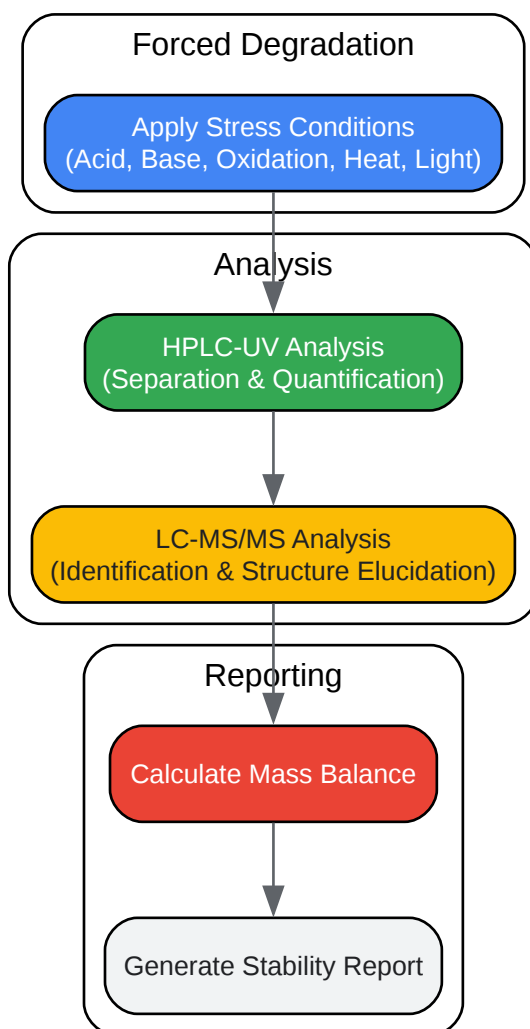 Forced Degradation
Apply Stress Conditions
(Acid, Base, Oxidation, Heat, Light)
Analysis
HPLC-UV Analysis
(Separation & Quantification)
LC-MS/MS Analysis
(Identification & Structure Elucidation)
Reporting
Calculate Mass Balance
Generate Stability Report